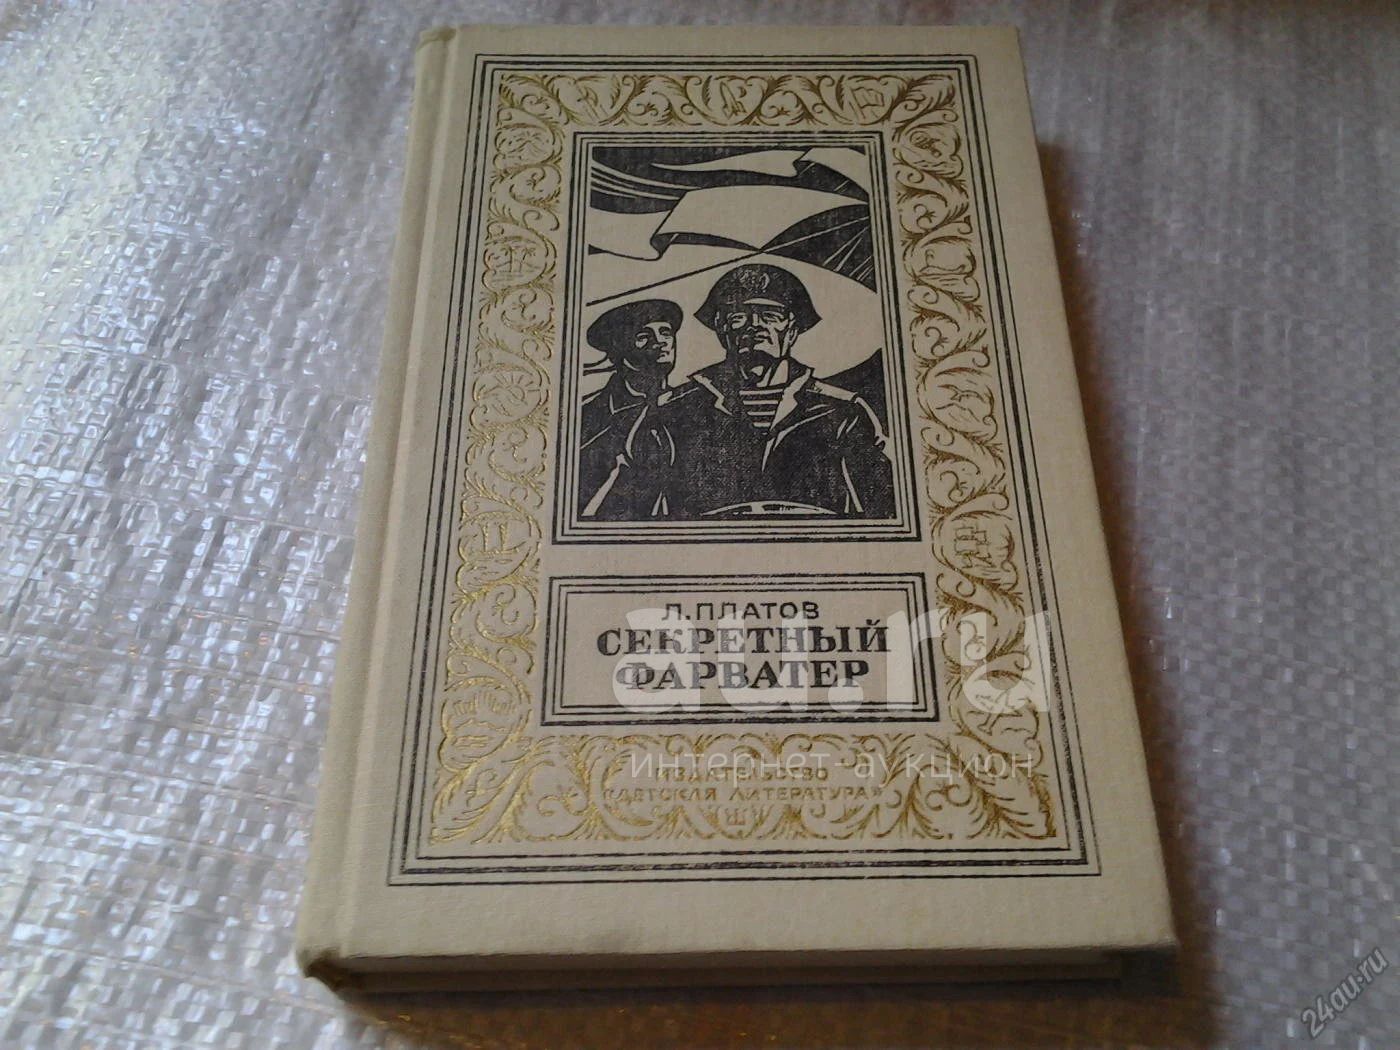 Л.ПЛАТОВ
СЕКРЕТНЫЙ
ФАРВАТЕР
au.ru
интернет-аукцион
ИЗДАТЕЛЬСТВО
«ДЕТСКАЯ ЛИТЕРАТУРА»
24au.ru